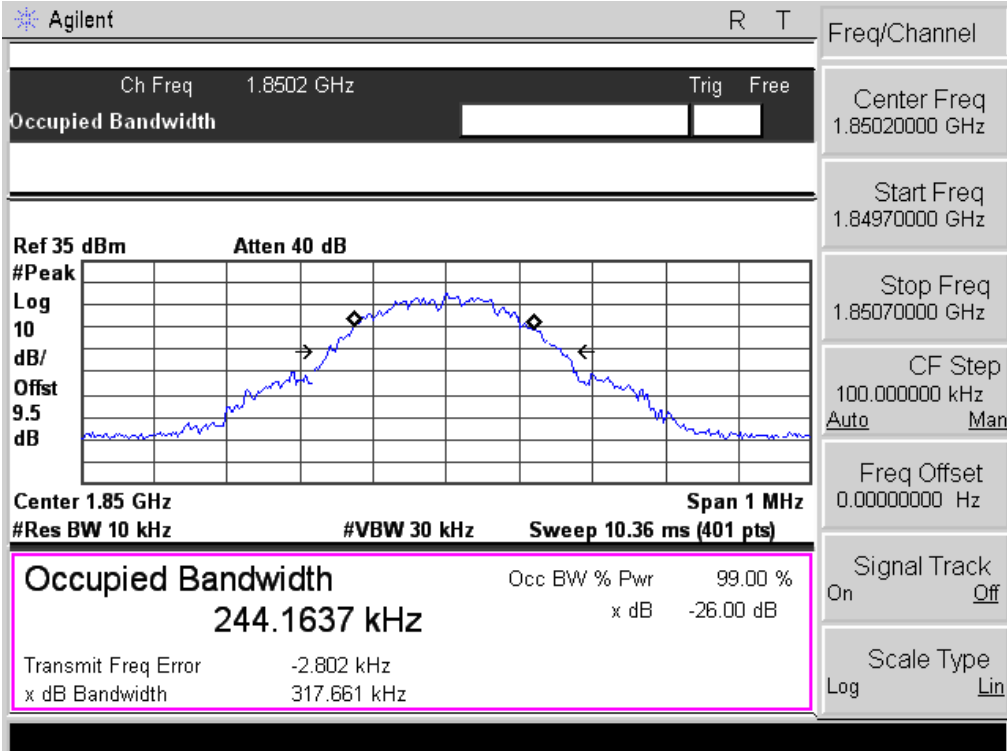 Agilent R T
Ch Freq 1.8502 GHz Trig Free
Occupied Bandwidth
Ref 35 dBm Atten 40 dB
#Peak
Log
10
dB/
Offst
9.5
dB
Center 1.85 GHz Span 1 MHz
#Res BW 10 kHz #VBW 30 kHz Sweep 10.36 ms (401 pts)
Occupied Bandwidth
244.1637 kHz
Occ BW % Pwr 99.00 %
x dB -26.00 dB
Transmit Freq Error -2.802 kHz
x dB Bandwidth 317.661 kHz
Freq/Channel
Center Freq
1.85020000 GHz
Start Freq
1.84970000 GHz
Stop Freq
1.85070000 GHz
CF Step
100.000000 kHz
Auto Man
Freq Offset
0.00000000 Hz
Signal Track
On Off
Scale Type
Log Lin